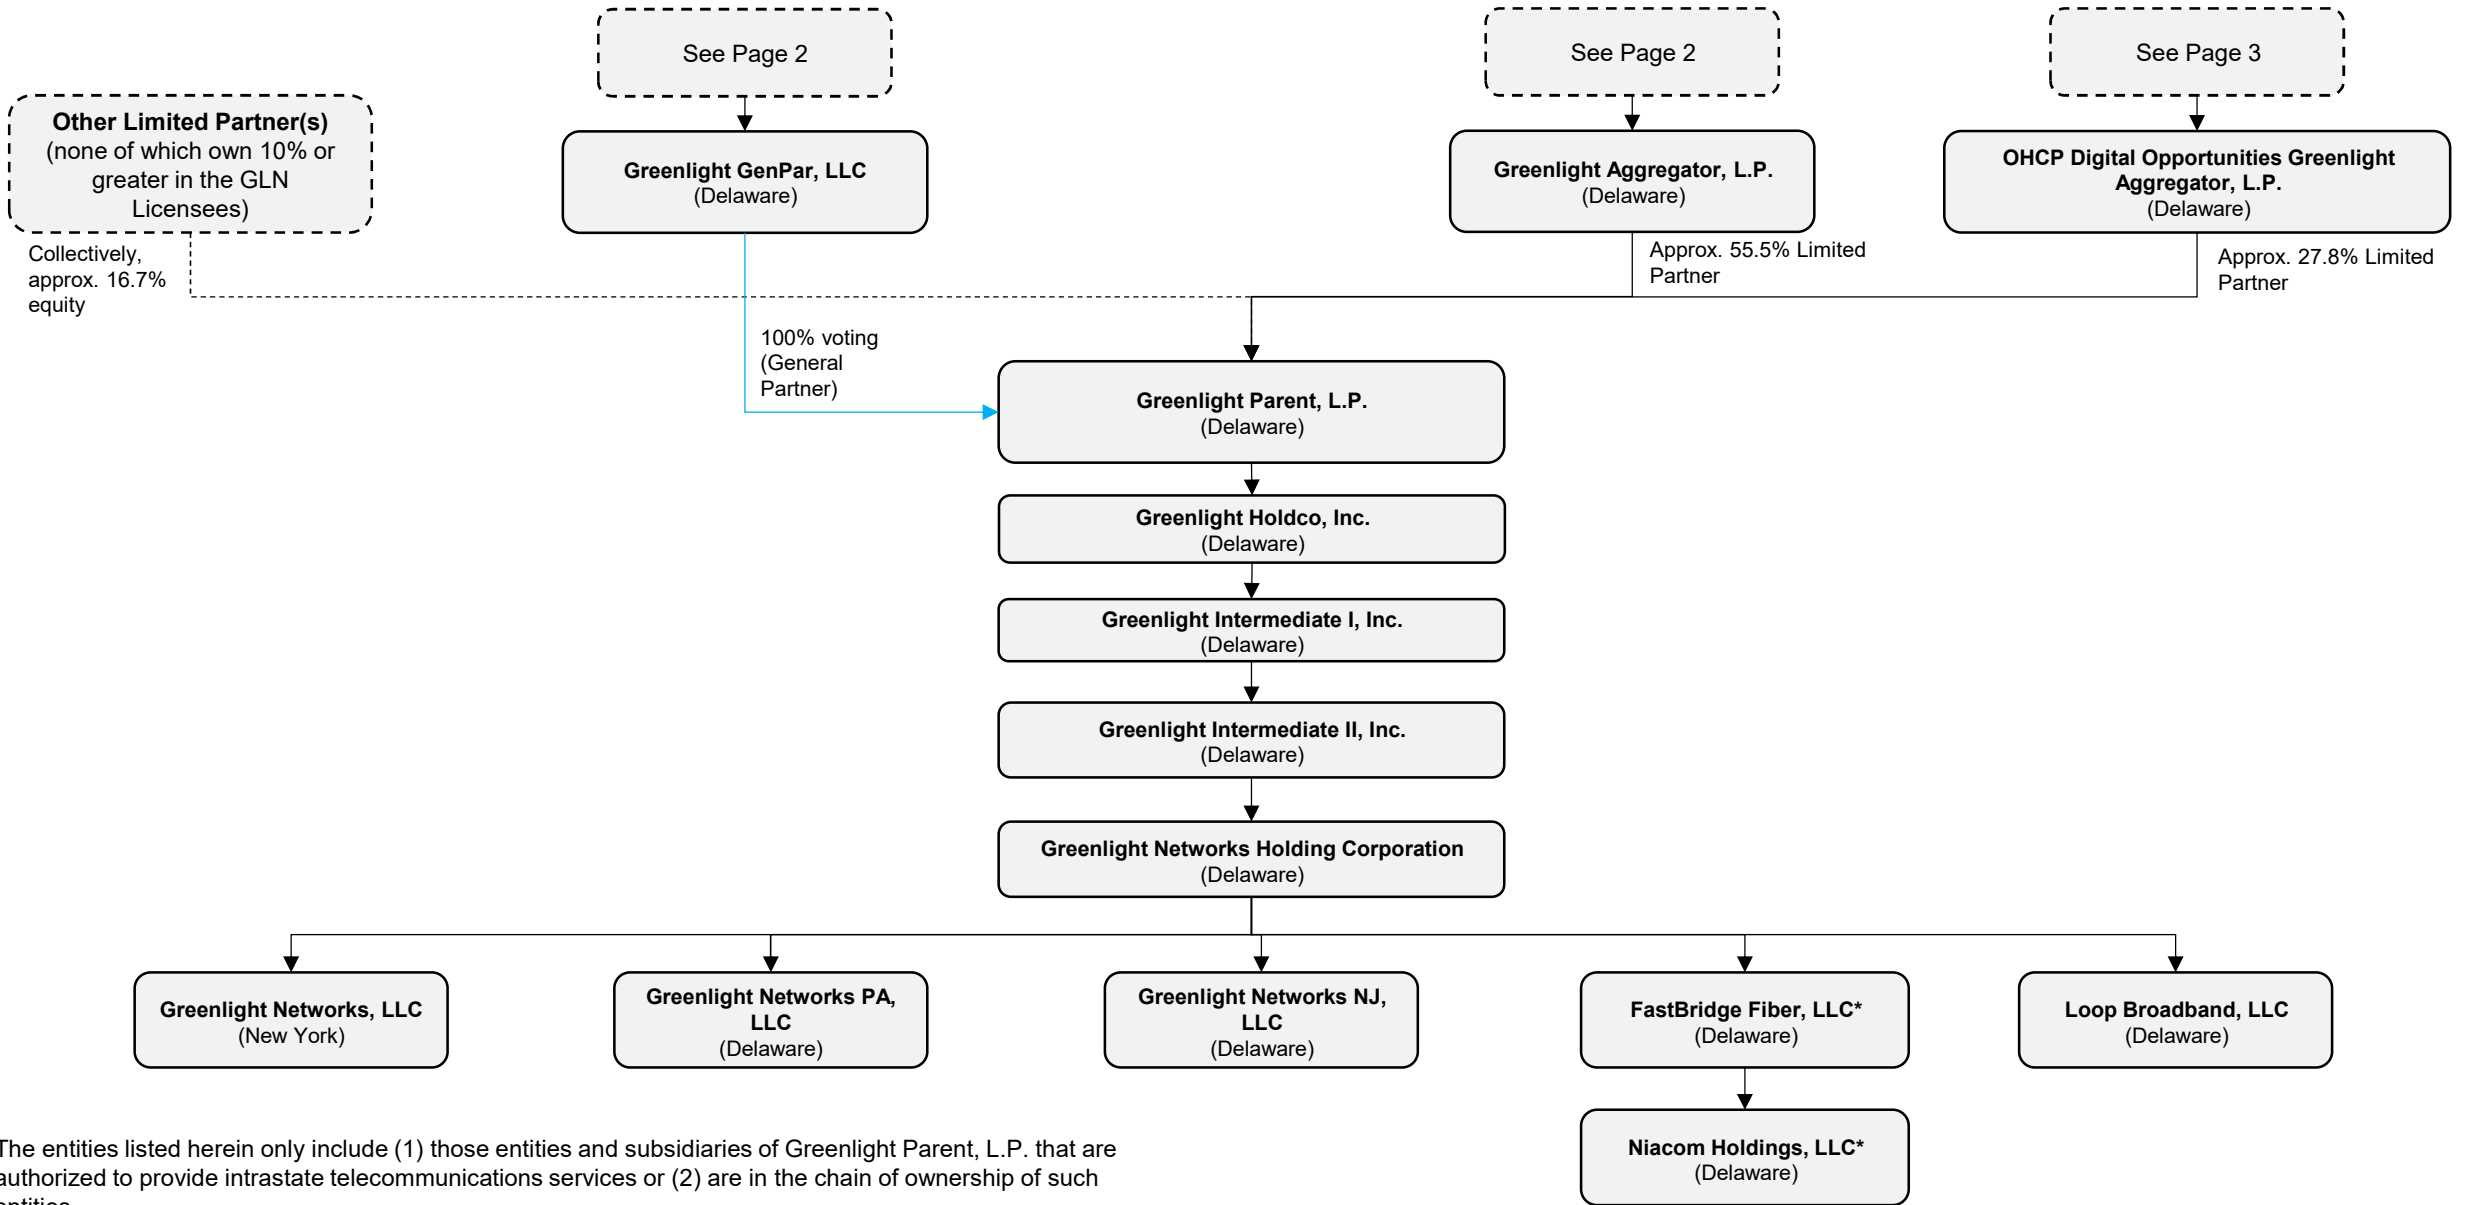 See Page 2
See Page 2
See Page 3
Other Limited Partner(s)
(none of which own 10% or
greater in the GLN
Licensees)
Greenlight GenPar, LLC
(Delaware)
Greenlight Aggregator, L.P.
(Delaware)
OHCP Digital Opportunities Greenlight
Aggregator, L.P.
(Delaware)
Collectively,
approx. 16.7%
equity
Approx. 55.5% Limited
Partner
Approx. 27.8% Limited
Partner
100% voting
(General
Partner)
Greenlight Parent, L.P.
(Delaware)
Greenlight Holdco, Inc.
(Delaware)
Greenlight Intermediate I, Inc.
(Delaware)
Greenlight Intermediate II, Inc.
(Delaware)
Greenlight Networks Holding Corporation
(Delaware)
Greenlight Networks, LLC
(New York)
Greenlight Networks PA,
LLC
(Delaware)
Greenlight Networks NJ,
LLC
(Delaware)
FastBridge Fiber, LLC*
(Delaware)
Loop Broadband, LLC
(Delaware)
Niacom Holdings, LLC*
(Delaware)
The entities listed herein only include (1) those entities and subsidiaries of Greenlight Parent, L.P. that are
authorized to provide intrastate telecommunications services or (2) are in the chain of ownership of such